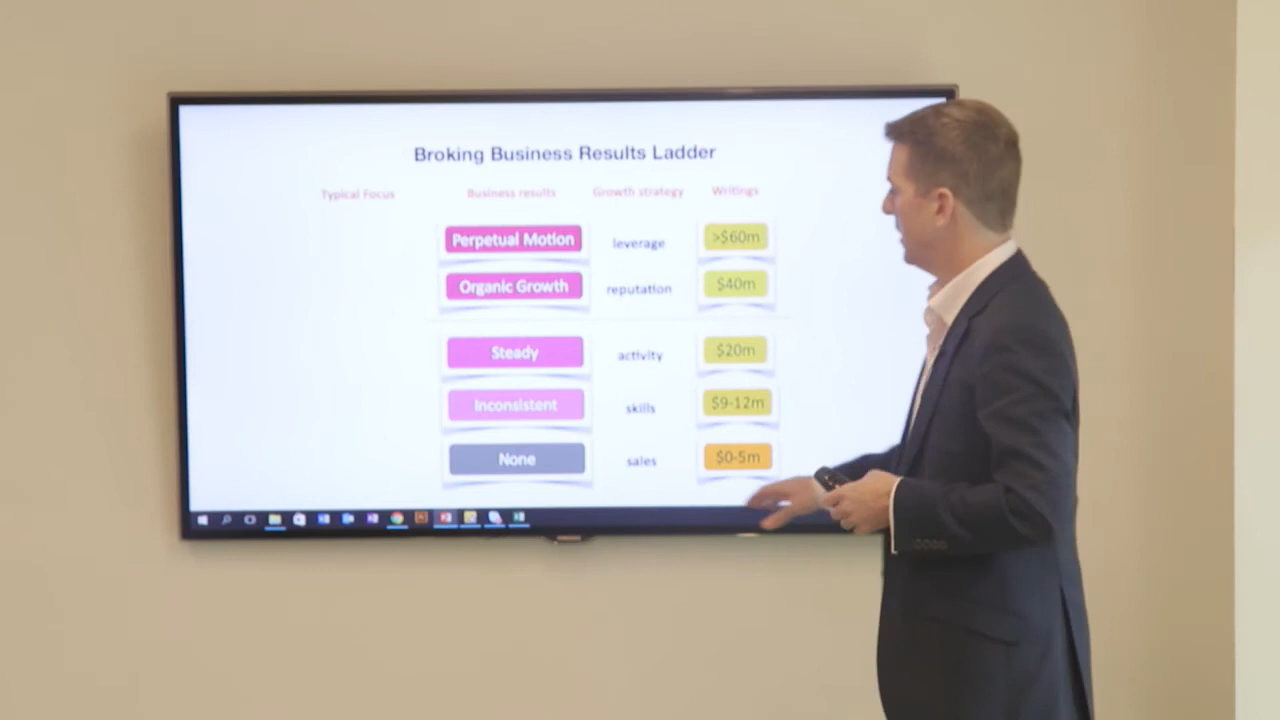 Broking Business Results Ladder
Typical Focus Business results Growth strategy Writings
Perpetual Motion leverage >$60m
Organic Growth reputation $40m
Steady activity $20m
Inconsistent skills $9-12m
None sales $0-5m